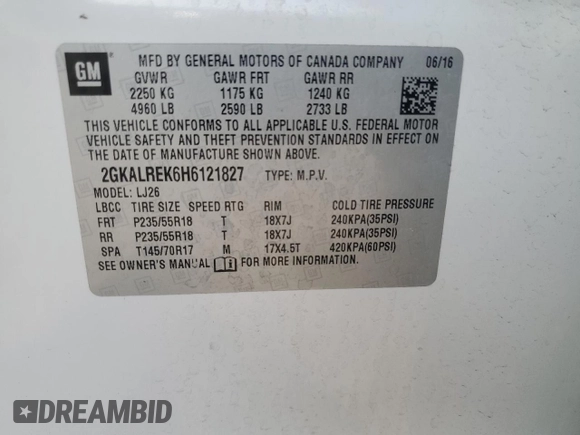 GM
MFD BY GENERAL MOTORS OF CANADA COMPANY 06/16
GVWR GAWR FRT GAWR RR
2250 KG 1175 KG 1240 KG
4960 LB 2590 LB 2733 LB
THIS VEHICLE CONFORMS TO ALL APPLICABLE U.S. FEDERAL MOTOR
VEHICLE SAFETY AND THEFT PREVENTION STANDARDS IN EFFECT ON
THE DATE OF MANUFACTURE SHOWN ABOVE.
2GKALREK6H6121827 TYPE: M.P.V.
MODEL: LJ26
LBCC TIRE SIZE SPEED RTG RIM COLD TIRE PRESSURE
FRT P235/55R18 T 18X7J 240KPA(35PSI)
RR P235/55R18 T 18X7J 240KPA(35PSI)
SPA T145/70R17 M 17X4.5T 420KPA(60PSI)
SEE OWNER'S MANUAL FOR MORE INFORMATION.
DREAMBID